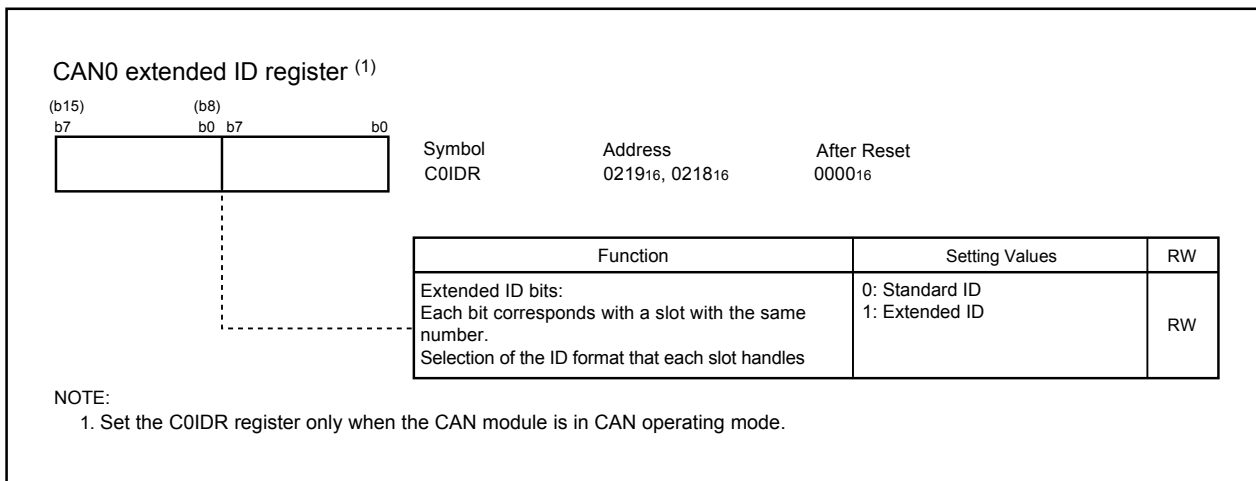 CAN0 extended ID register (1)
(b15) (b8)
b7 b0 b7 b0
Symbol Address After Reset
C0IDR 021916, 021816 000016
Function Setting Values RW
Extended ID bits: 0: Standard ID
Each bit corresponds with a slot with the same 1: Extended ID
number. RW
Selection of the ID format that each slot handles
NOTE:
1. Set the C0IDR register only when the CAN module is in CAN operating mode.